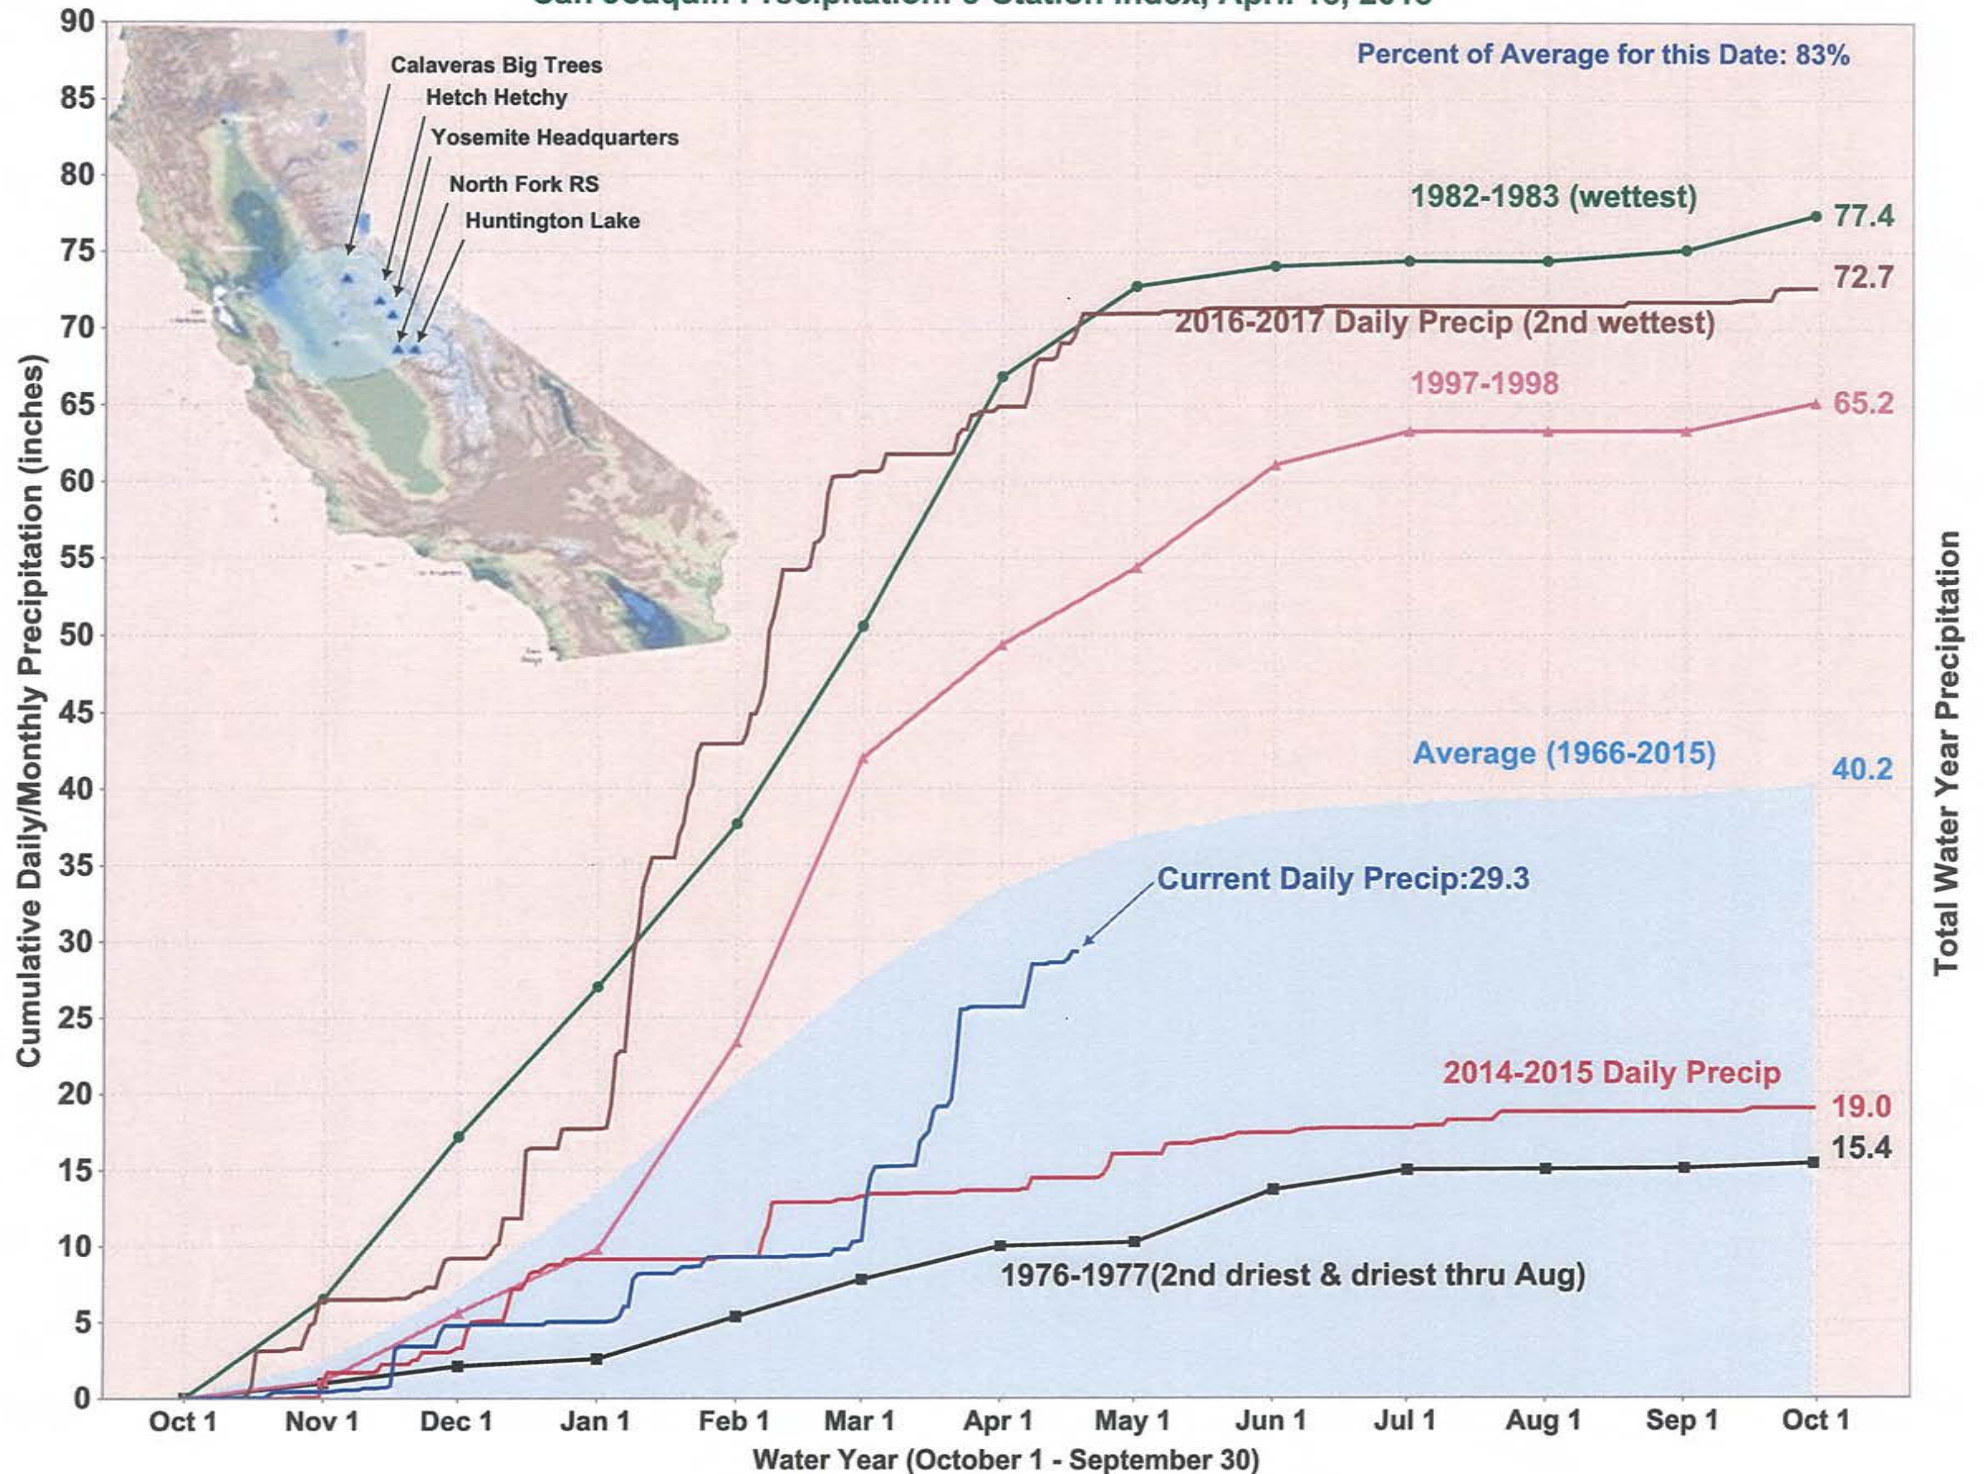 Percent of Average for this Date: 83%
Calaveras Big Trees
Hetch Hetchy
Yosemite Headquarters
North Fork RS
Huntington Lake
90
85
80
75
70
65
60
55
50
45
40
35
30
25
20
15
10
5
0
Cumulative Daily/Monthly Precipitation (inches)
1982-1983 (wettest)
77.4
72.7
2016-2017 Daily Precip (2nd wettest)
1997-1998
65.2
Average (1966-2015)
40.2
Current Daily Precip:29.3
2014-2015 Daily Precip
19.0
15.4
1976-1977(2nd driest & driest thru Aug)
Total Water Year Precipitation
Oct 1 Nov 1 Dec 1 Jan 1 Feb 1 Mar 1 Apr 1 May 1 Jun 1 Jul 1 Aug 1 Sep 1 Oct 1
Water Year (October 1 - September 30)